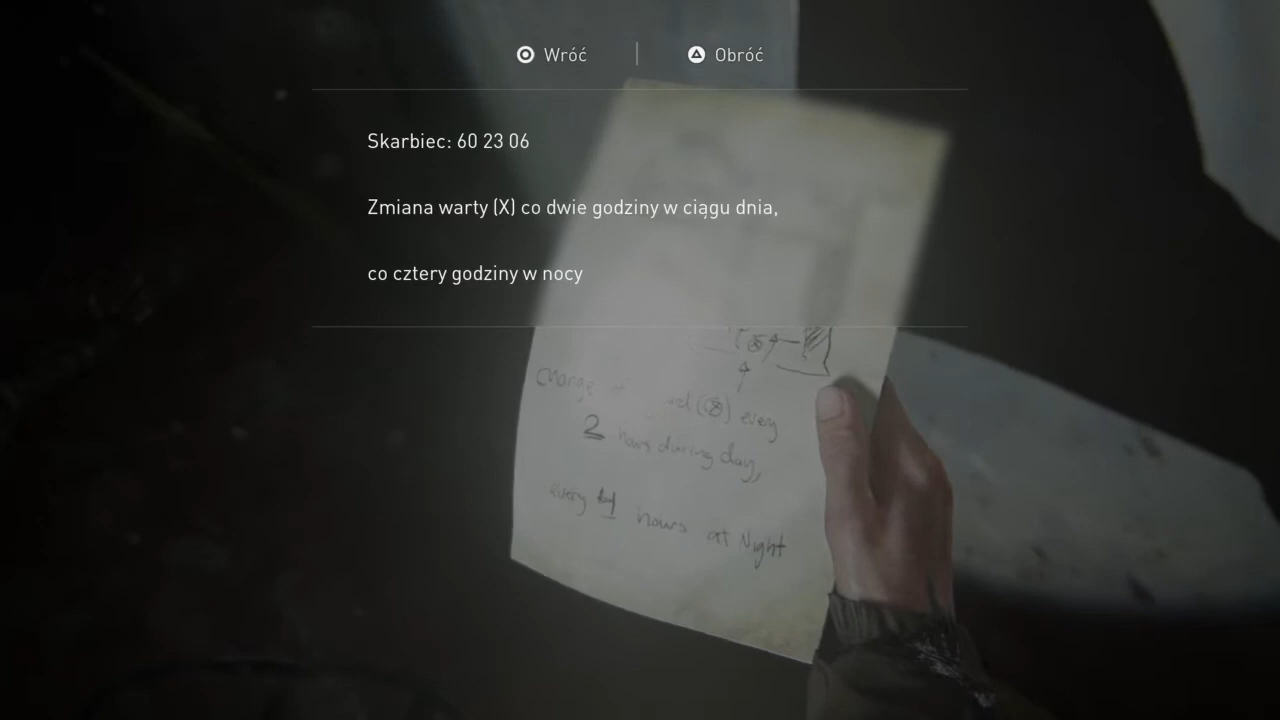 Wróć
Obróć
Skarbiec: 60 23 06
Zmiana warty (X) co dwie godziny w ciągu dnia,
co cztery godziny w nocy
Change every
2 hours during day,
every 4 hours at Night